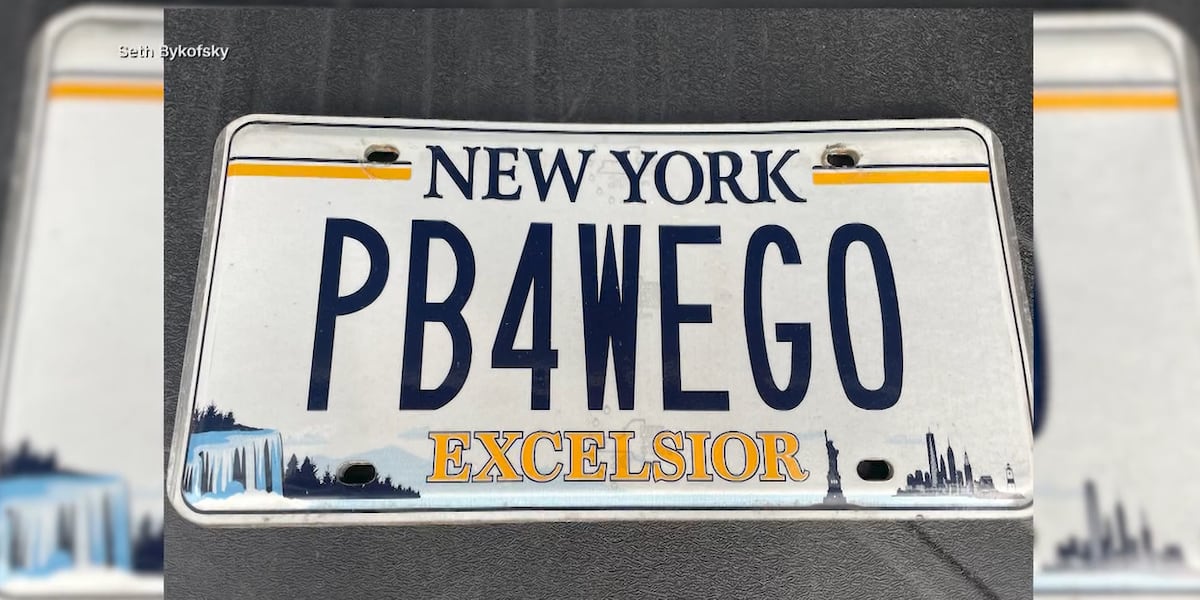 Seth Bykofsky
NEW YORK
PB4WEGO
EXCELSIOR